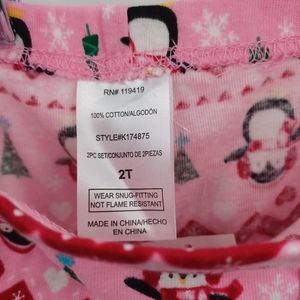 RN# 119419
100% COTTON/ALGODÓN
STYLE#K174875
2PC SET/CONJUNTO DE 2PIEZAS
2T
WEAR SNUG-FITTING
NOT FLAME RESISTANT
MADE IN CHINA/HECHO
EN CHINA